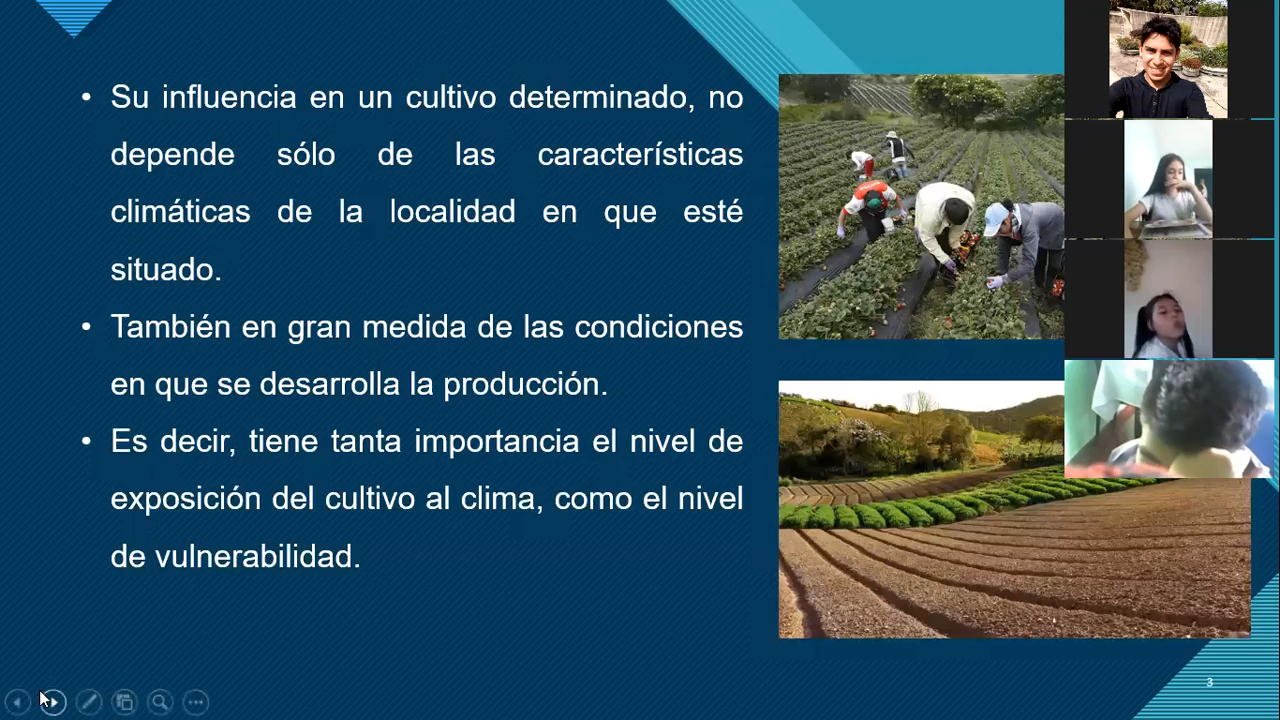 • Su influencia en un cultivo determinado, no
depende sólo de las características
climáticas de la localidad en que esté
situado.
• También en gran medida de las condiciones
en que se desarrolla la producción.
• Es decir, tiene tanta importancia el nivel de
exposición del cultivo al clima, como el nivel
de vulnerabilidad.
3